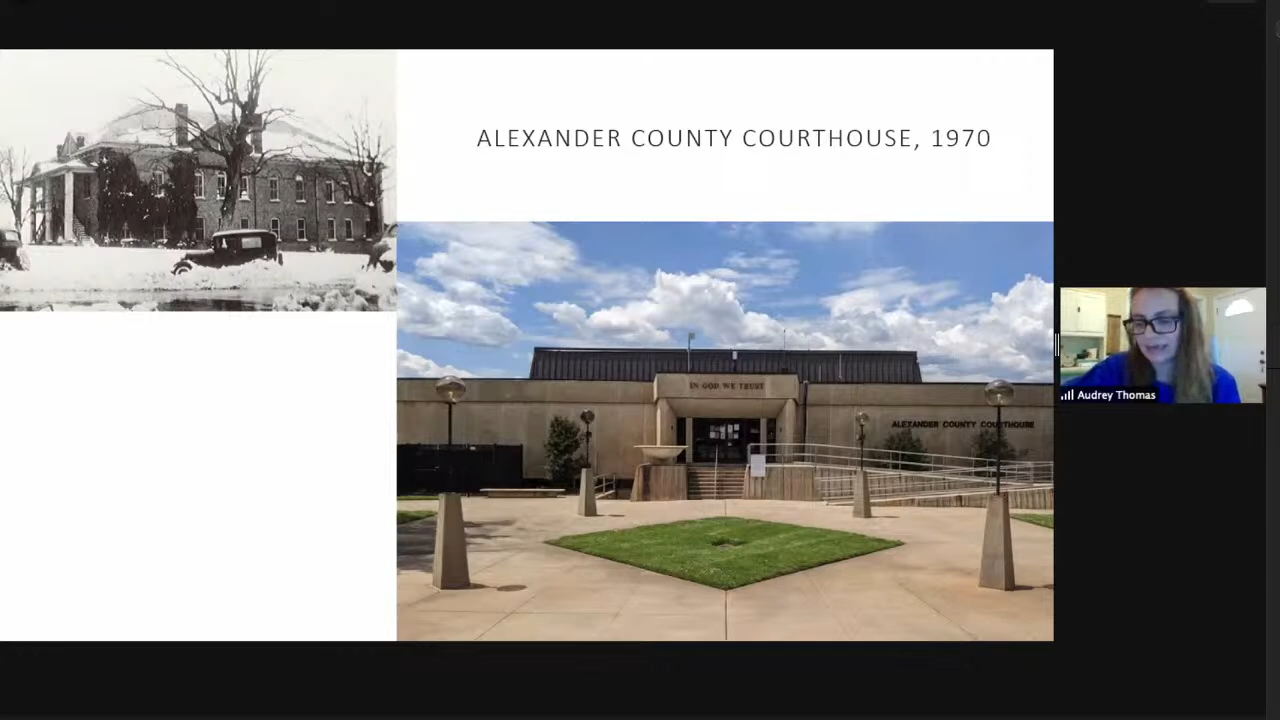 ALEXANDER COUNTY COURTHOUSE, 1970
IN GOD WE TRUST
ALEXANDER COUNTY COURTHOUSE
Audrey Thomas